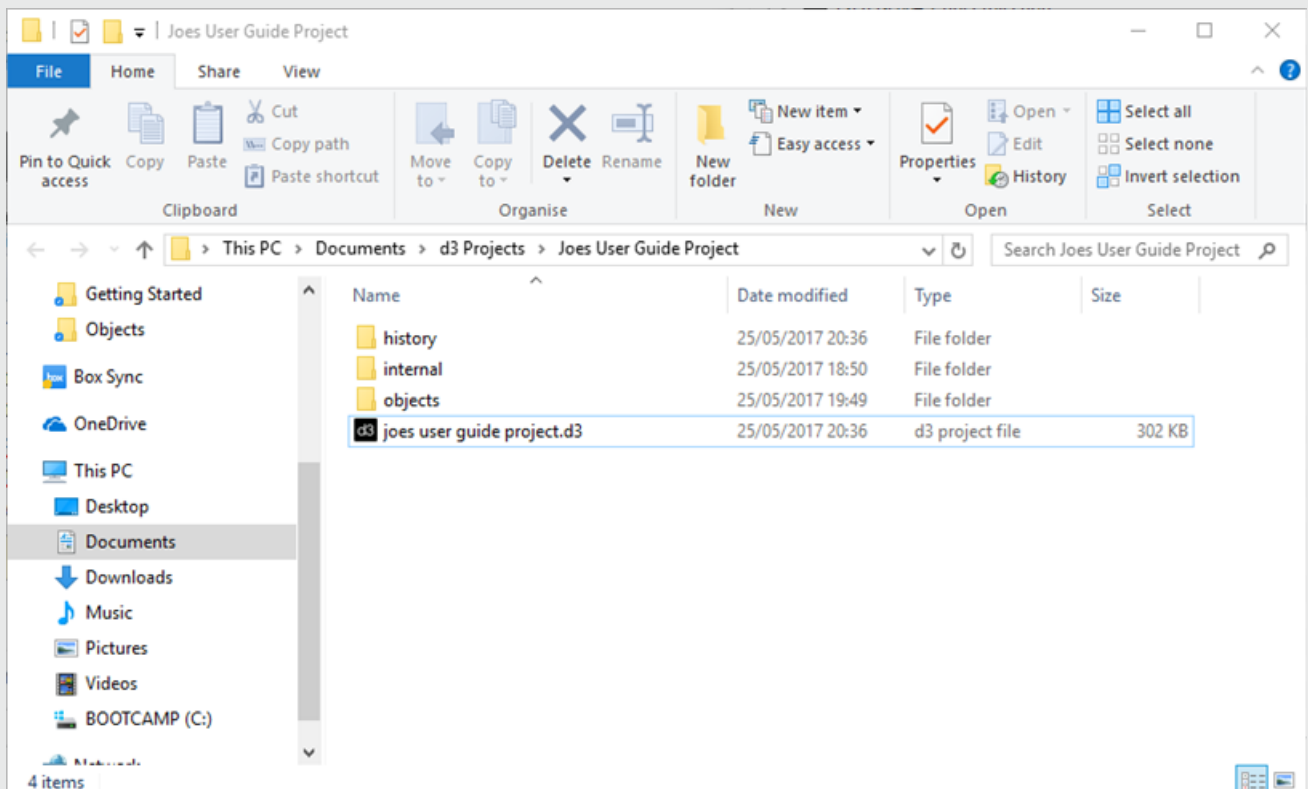 Joes User Guide Project
File Home Share View
Pin to Quick access
Copy
Paste
Cut
Copy path
Paste shortcut
Clipboard
Move to
Copy to
Delete
Rename
Organise
New folder
New item
Easy access
New
Properties
Open
Edit
History
Open
Select all
Select none
Invert selection
Select
This PC > Documents > d3 Projects > Joes User Guide Project
Search Joes User Guide Project
Getting Started
Objects
box Box Sync
OneDrive
This PC
Desktop
Documents
Downloads
Music
Pictures
Videos
BOOTCAMP (C:)
Name Date modified Type Size
history 25/05/2017 20:36 File folder
internal 25/05/2017 18:50 File folder
objects 25/05/2017 19:49 File folder
d3 joes user guide project.d3 25/05/2017 20:36 d3 project file 302 KB
4 items